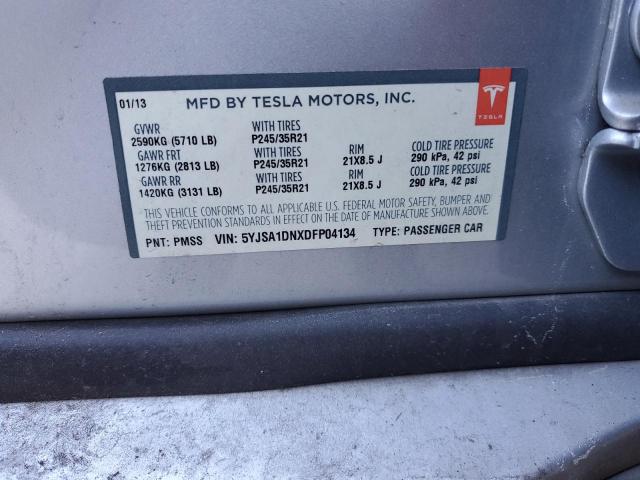 01/13 MFD BY TESLA MOTORS, INC.
TESLA
GVWR WITH TIRES
2590KG (5710 LB) P245/35R21
GAWR FRT WITH TIRES RIM COLD TIRE PRESSURE
1276KG (2813 LB) P245/35R21 21X8.5 J 290 kPa, 42 psi
GAWR RR WITH TIRES RIM COLD TIRE PRESSURE
1420KG (3131 LB) P245/35R21 21X8.5 J 290 kPa, 42 psi
THIS VEHICLE CONFORMS TO ALL APPLICABLE U.S. FEDERAL MOTOR SAFETY, BUMPER AND
THEFT PREVENTION STANDARDS IN EFFECT ON THE DATE OF MANUFACTURE SHOWN ABOVE.
PNT: PMSS VIN: 5YJSA1DNXDFP04134 TYPE: PASSENGER CAR